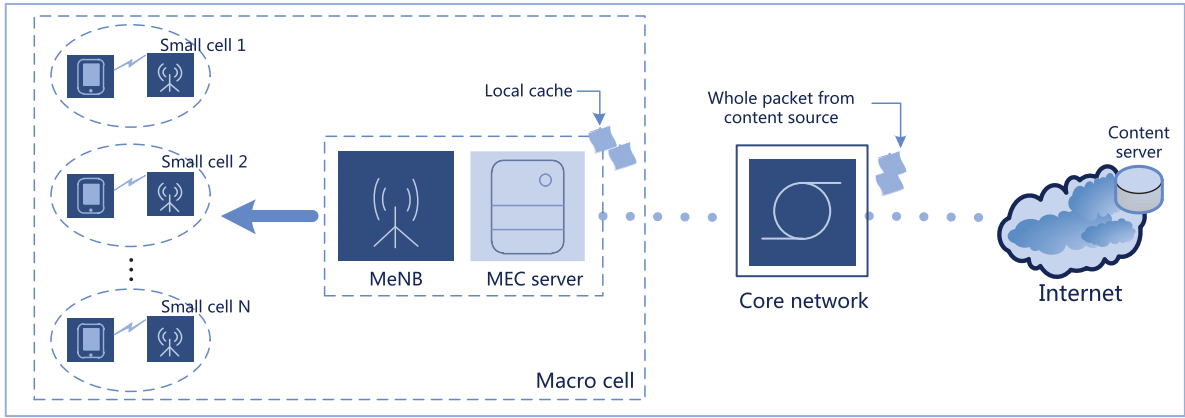 Small cell 1
Small cell 2
Small cell N
Local cache
MeNB
MEC server
Macro cell
Whole packet from
content source
Core network
Content
server
Internet